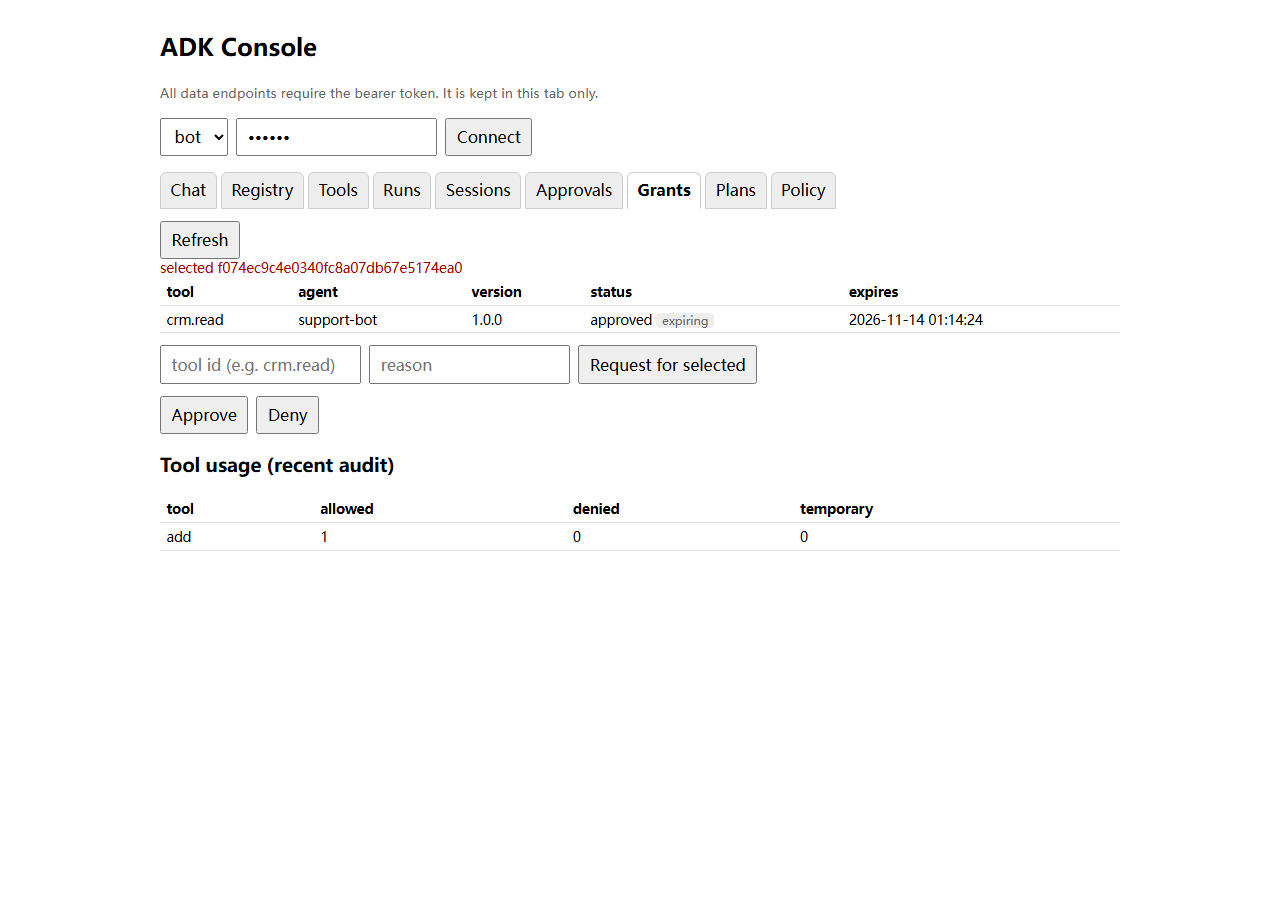 ADK Console
All data endpoints require the bearer token. It is kept in this tab only.
bot •••••• Connect
Chat Registry Tools Runs Sessions Approvals Grants Plans Policy
Refresh
selected f074ec9c4e0340fc8a07db67e5174ea0
tool agent version status expires
crm.read support-bot 1.0.0 approved expiring 2026-11-14 01:14:24
tool id (e.g. crm.read) reason Request for selected
Approve Deny
Tool usage (recent audit)
tool allowed denied temporary
add 1 0 0